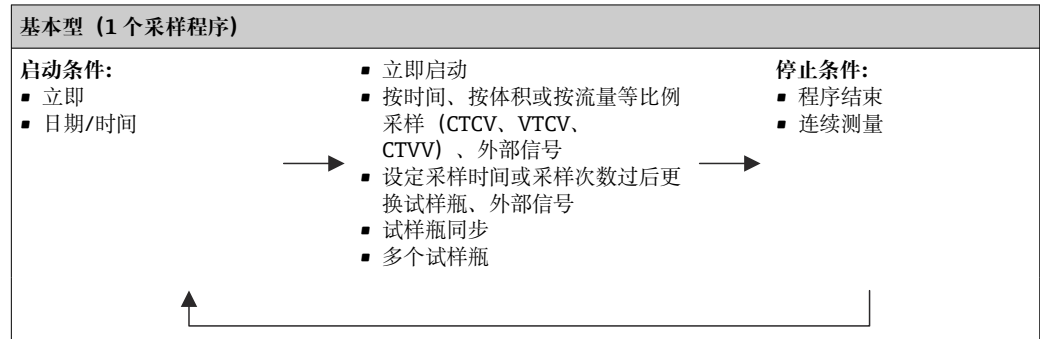 基本型（1 个采样程序）
启动条件:
▪ 立即
▪ 日期/时间
▪ 立即启动
▪ 按时间、按体积或按流量等比例
采样（CTCV、VTCV、
CTVV）、外部信号
▪ 设定采样时间或采样次数过后更
换试样瓶、外部信号
▪ 试样瓶同步
▪ 多个试样瓶
停止条件:
▪ 程序结束
▪ 连续测量